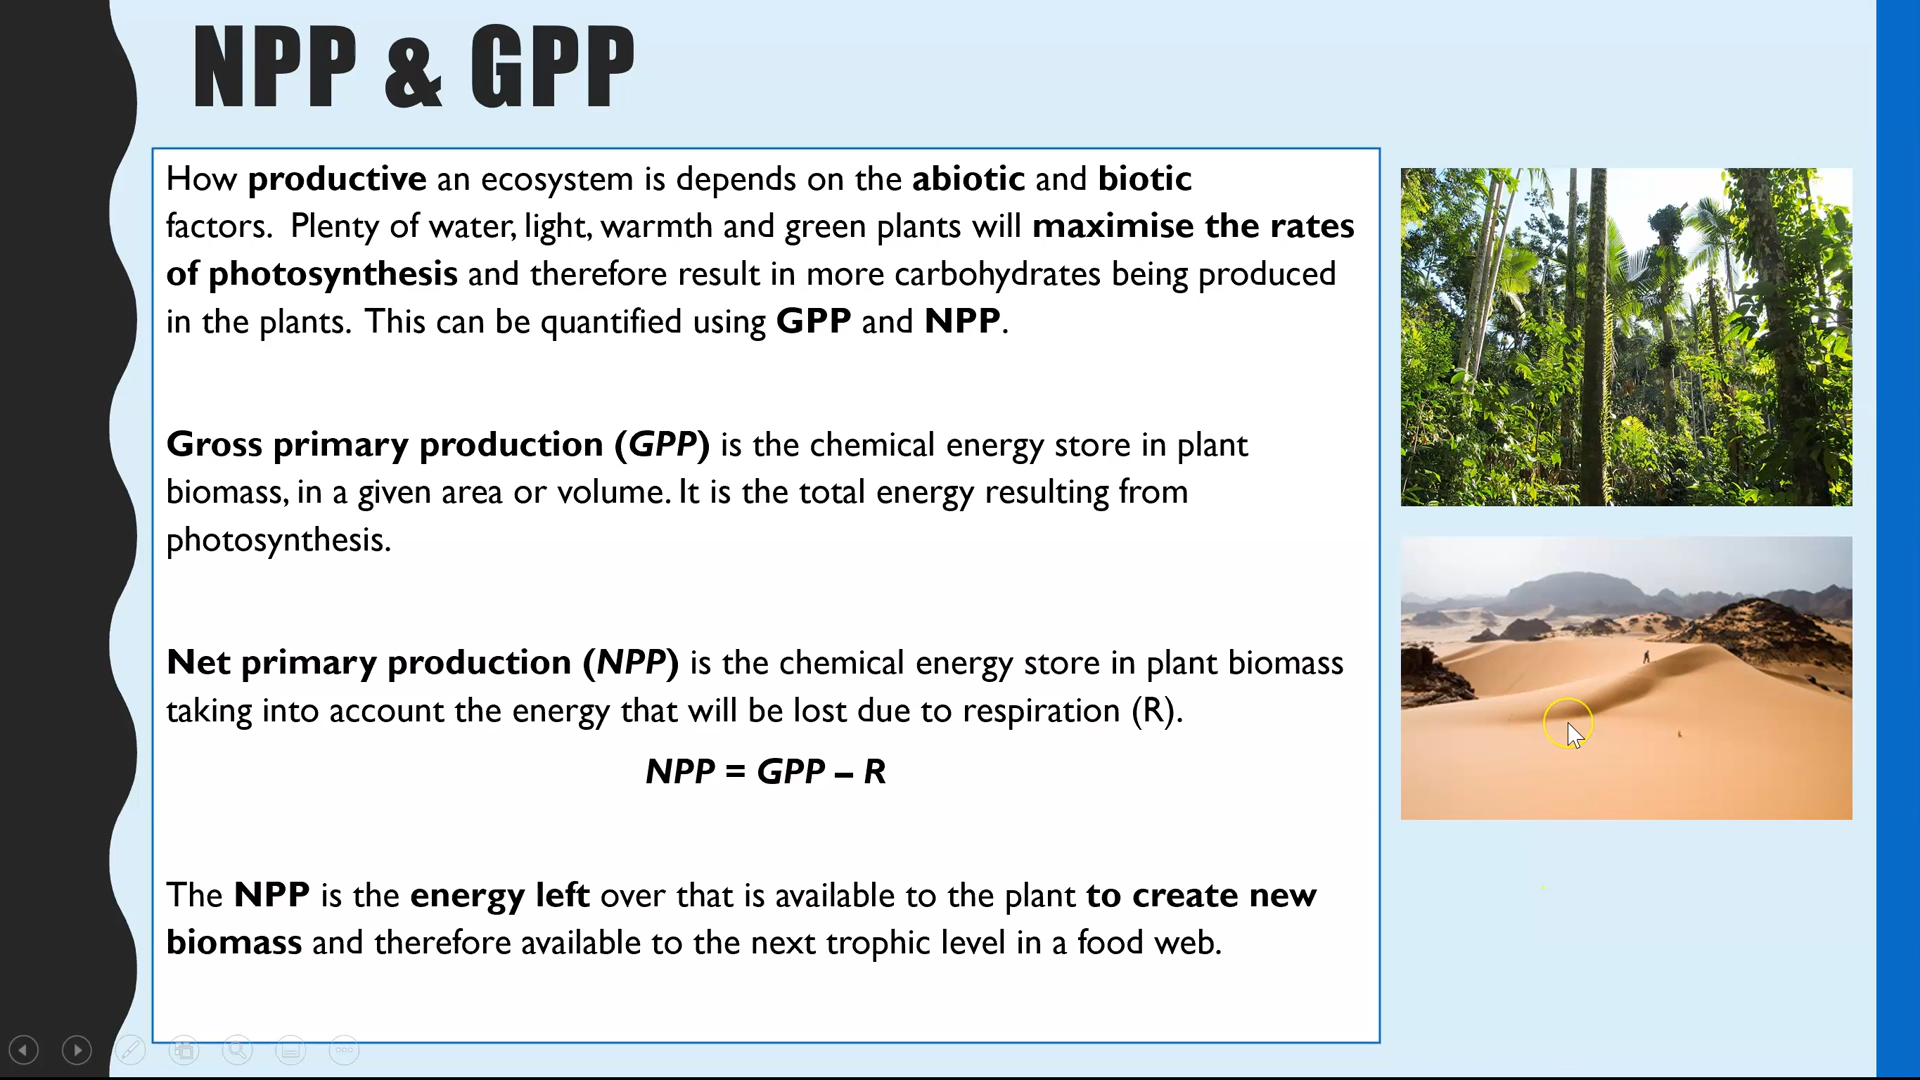 NPP & GPP
How productive an ecosystem is depends on the abiotic and biotic
factors.  Plenty of water, light, warmth and green plants will maximise the rates
of photosynthesis and therefore result in more carbohydrates being produced
in the plants.  This can be quantified using GPP and NPP.
Gross primary production (GPP) is the chemical energy store in plant
biomass, in a given area or volume. It is the total energy resulting from
photosynthesis.
Net primary production (NPP) is the chemical energy store in plant biomass
taking into account the energy that will be lost due to respiration (R).
NPP = GPP – R
The NPP is the energy left over that is available to the plant to create new
biomass and therefore available to the next trophic level in a food web.